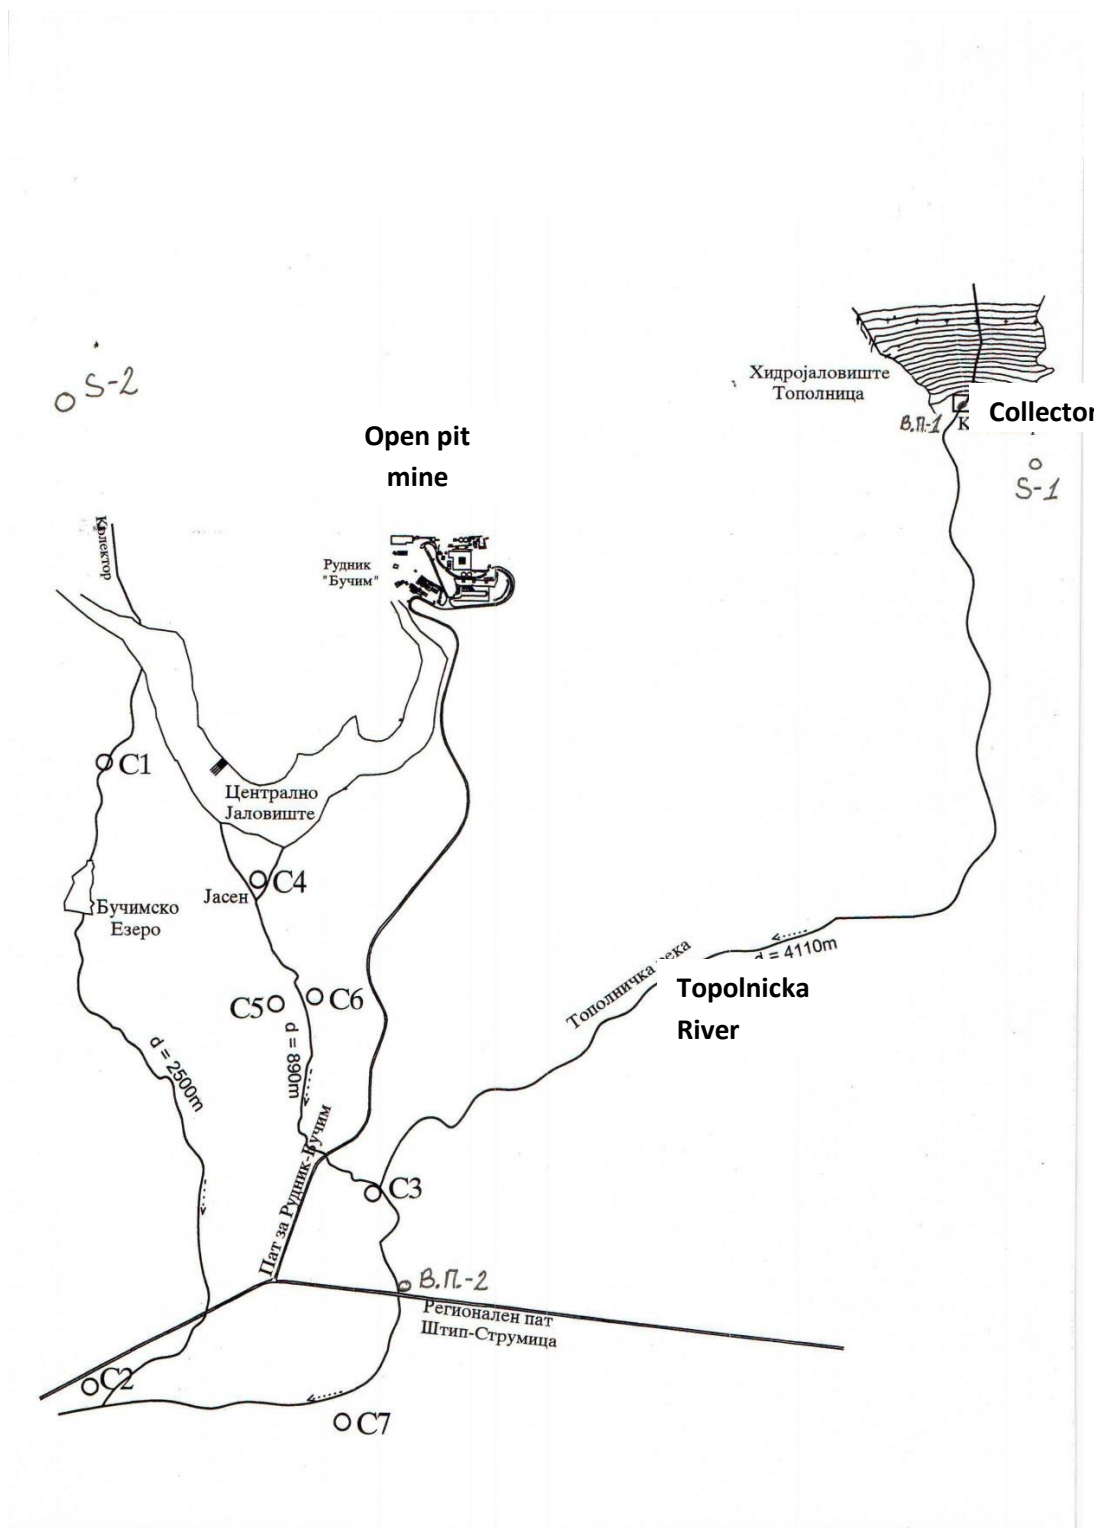 S-2
Хидројаловиште
Тополница
Collector
В.П.-1
К
Open pit
mine
S-1
Колектор
Рудник
"Бучим"
C1
Централно
Јаловиште
C4
Јасен
Бучимско
Езеро
d = 4110m
Тополничка река
Topolnicka
River
C5
C6
d = 890m
d = 2500m
Пат за Рудник-Бучим
C3
В.П.-2
Регионален пат
Штип-Струмица
C2
C7